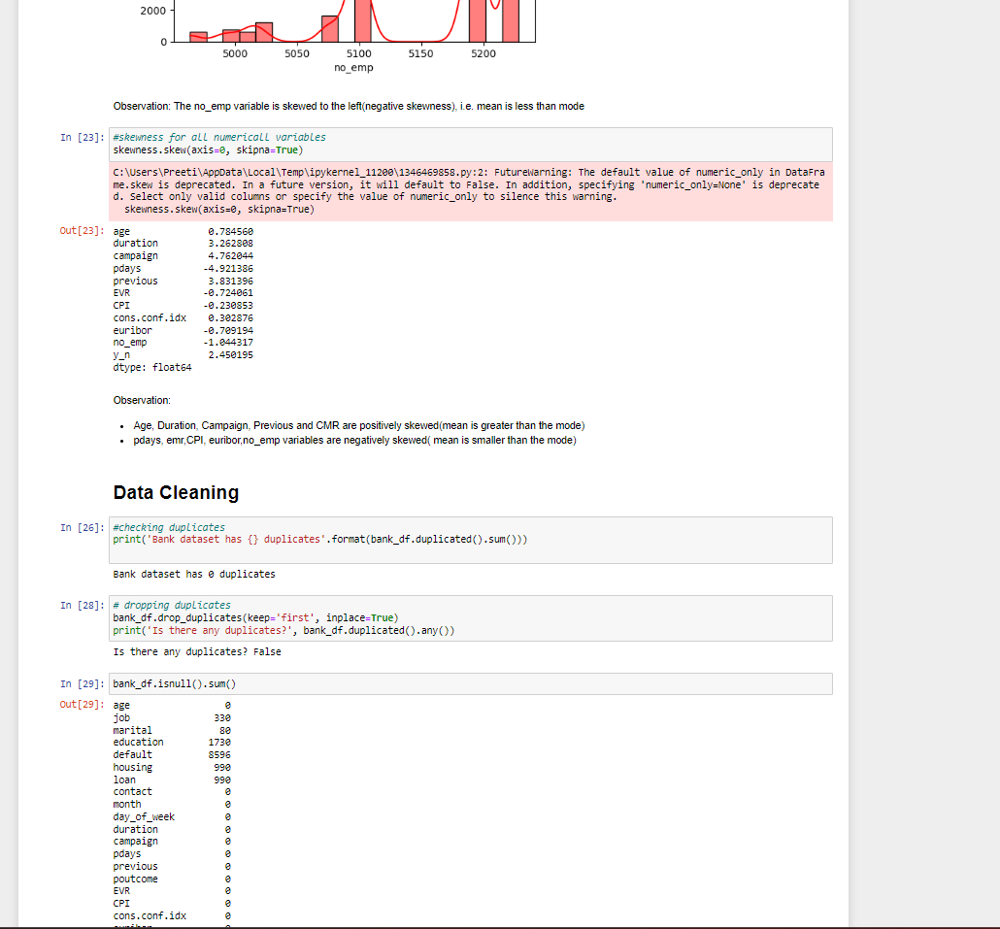 2000
0
5000 5050 5100 5150 5200
no_emp
Observation: The no_emp variable is skewed to the left(negative skewness), i.e. mean is less than mode
In [23]: #skewness for all numericall variables
skewness.skew(axis=0, skipna=True)
C:\Users\Preeti\AppData\Local\Temp\ipykernel_11200\1346469858.py:2: FutureWarning: The default value of numeric_only in DataFra
me.skew is deprecated. In a future version, it will default to False. In addition, specifying 'numeric_only=None' is deprecate
d. Select only valid columns or specify the value of numeric_only to silence this warning.
skewness.skew(axis=0, skipna=True)
Out[23]: age 0.784560
duration 3.262808
campaign 4.762044
pdays -4.921386
previous 3.831396
EVR -0.724061
CPI -0.230853
cons.conf.idx 0.302876
euribor -0.709194
no_emp -1.044317
y_n 2.450195
dtype: float64
Observation:
• Age, Duration, Campaign, Previous and CMR are positively skewed(mean is greater than the mode)
• pdays, emr,CPI, euribor,no_emp variables are negatively skewed( mean is smaller than the mode)
Data Cleaning
In [26]: #checking duplicates
print('Bank dataset has {} duplicates'.format(bank_df.duplicated().sum()))
Bank dataset has 0 duplicates
In [28]: # dropping duplicates
bank_df.drop_duplicates(keep='first', inplace=True)
print('Is there any duplicates?', bank_df.duplicated().any())
Is there any duplicates? False
In [29]: bank_df.isnull().sum()
Out[29]: age 0
job 330
marital 80
education 1730
default 8596
housing 990
loan 990
contact 0
month 0
day_of_week 0
duration 0
campaign 0
pdays 0
previous 0
poutcome 0
EVR 0
CPI 0
cons.conf.idx 0